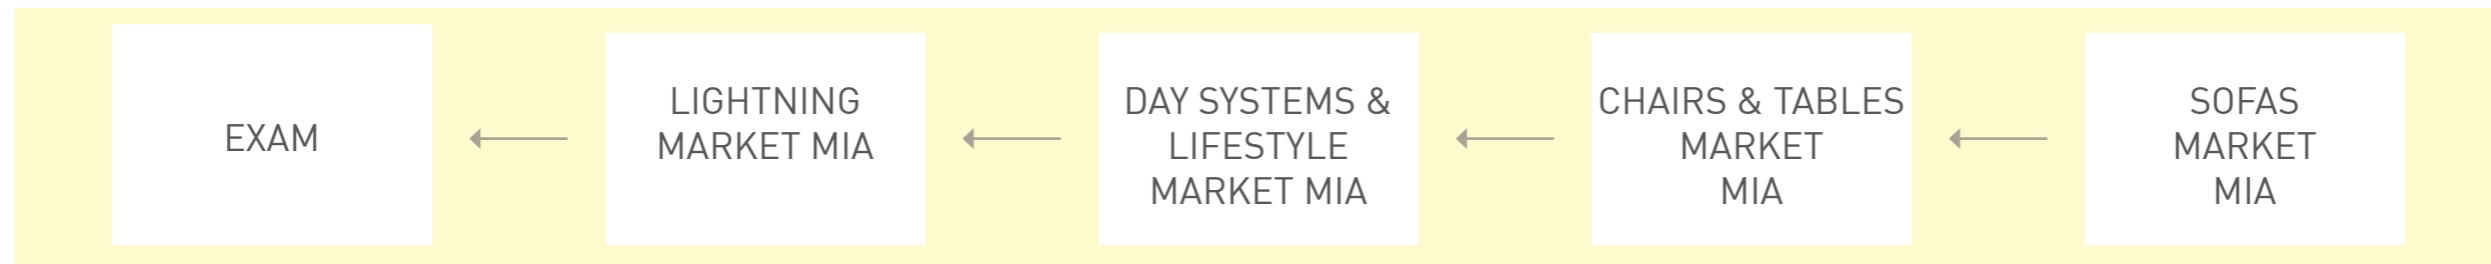 EXAM
LIGHTNING
MARKET MIA
DAY SYSTEMS &
LIFESTYLE
MARKET MIA
CHAIRS & TABLES
MARKET
MIA
SOFAS
MARKET
MIA